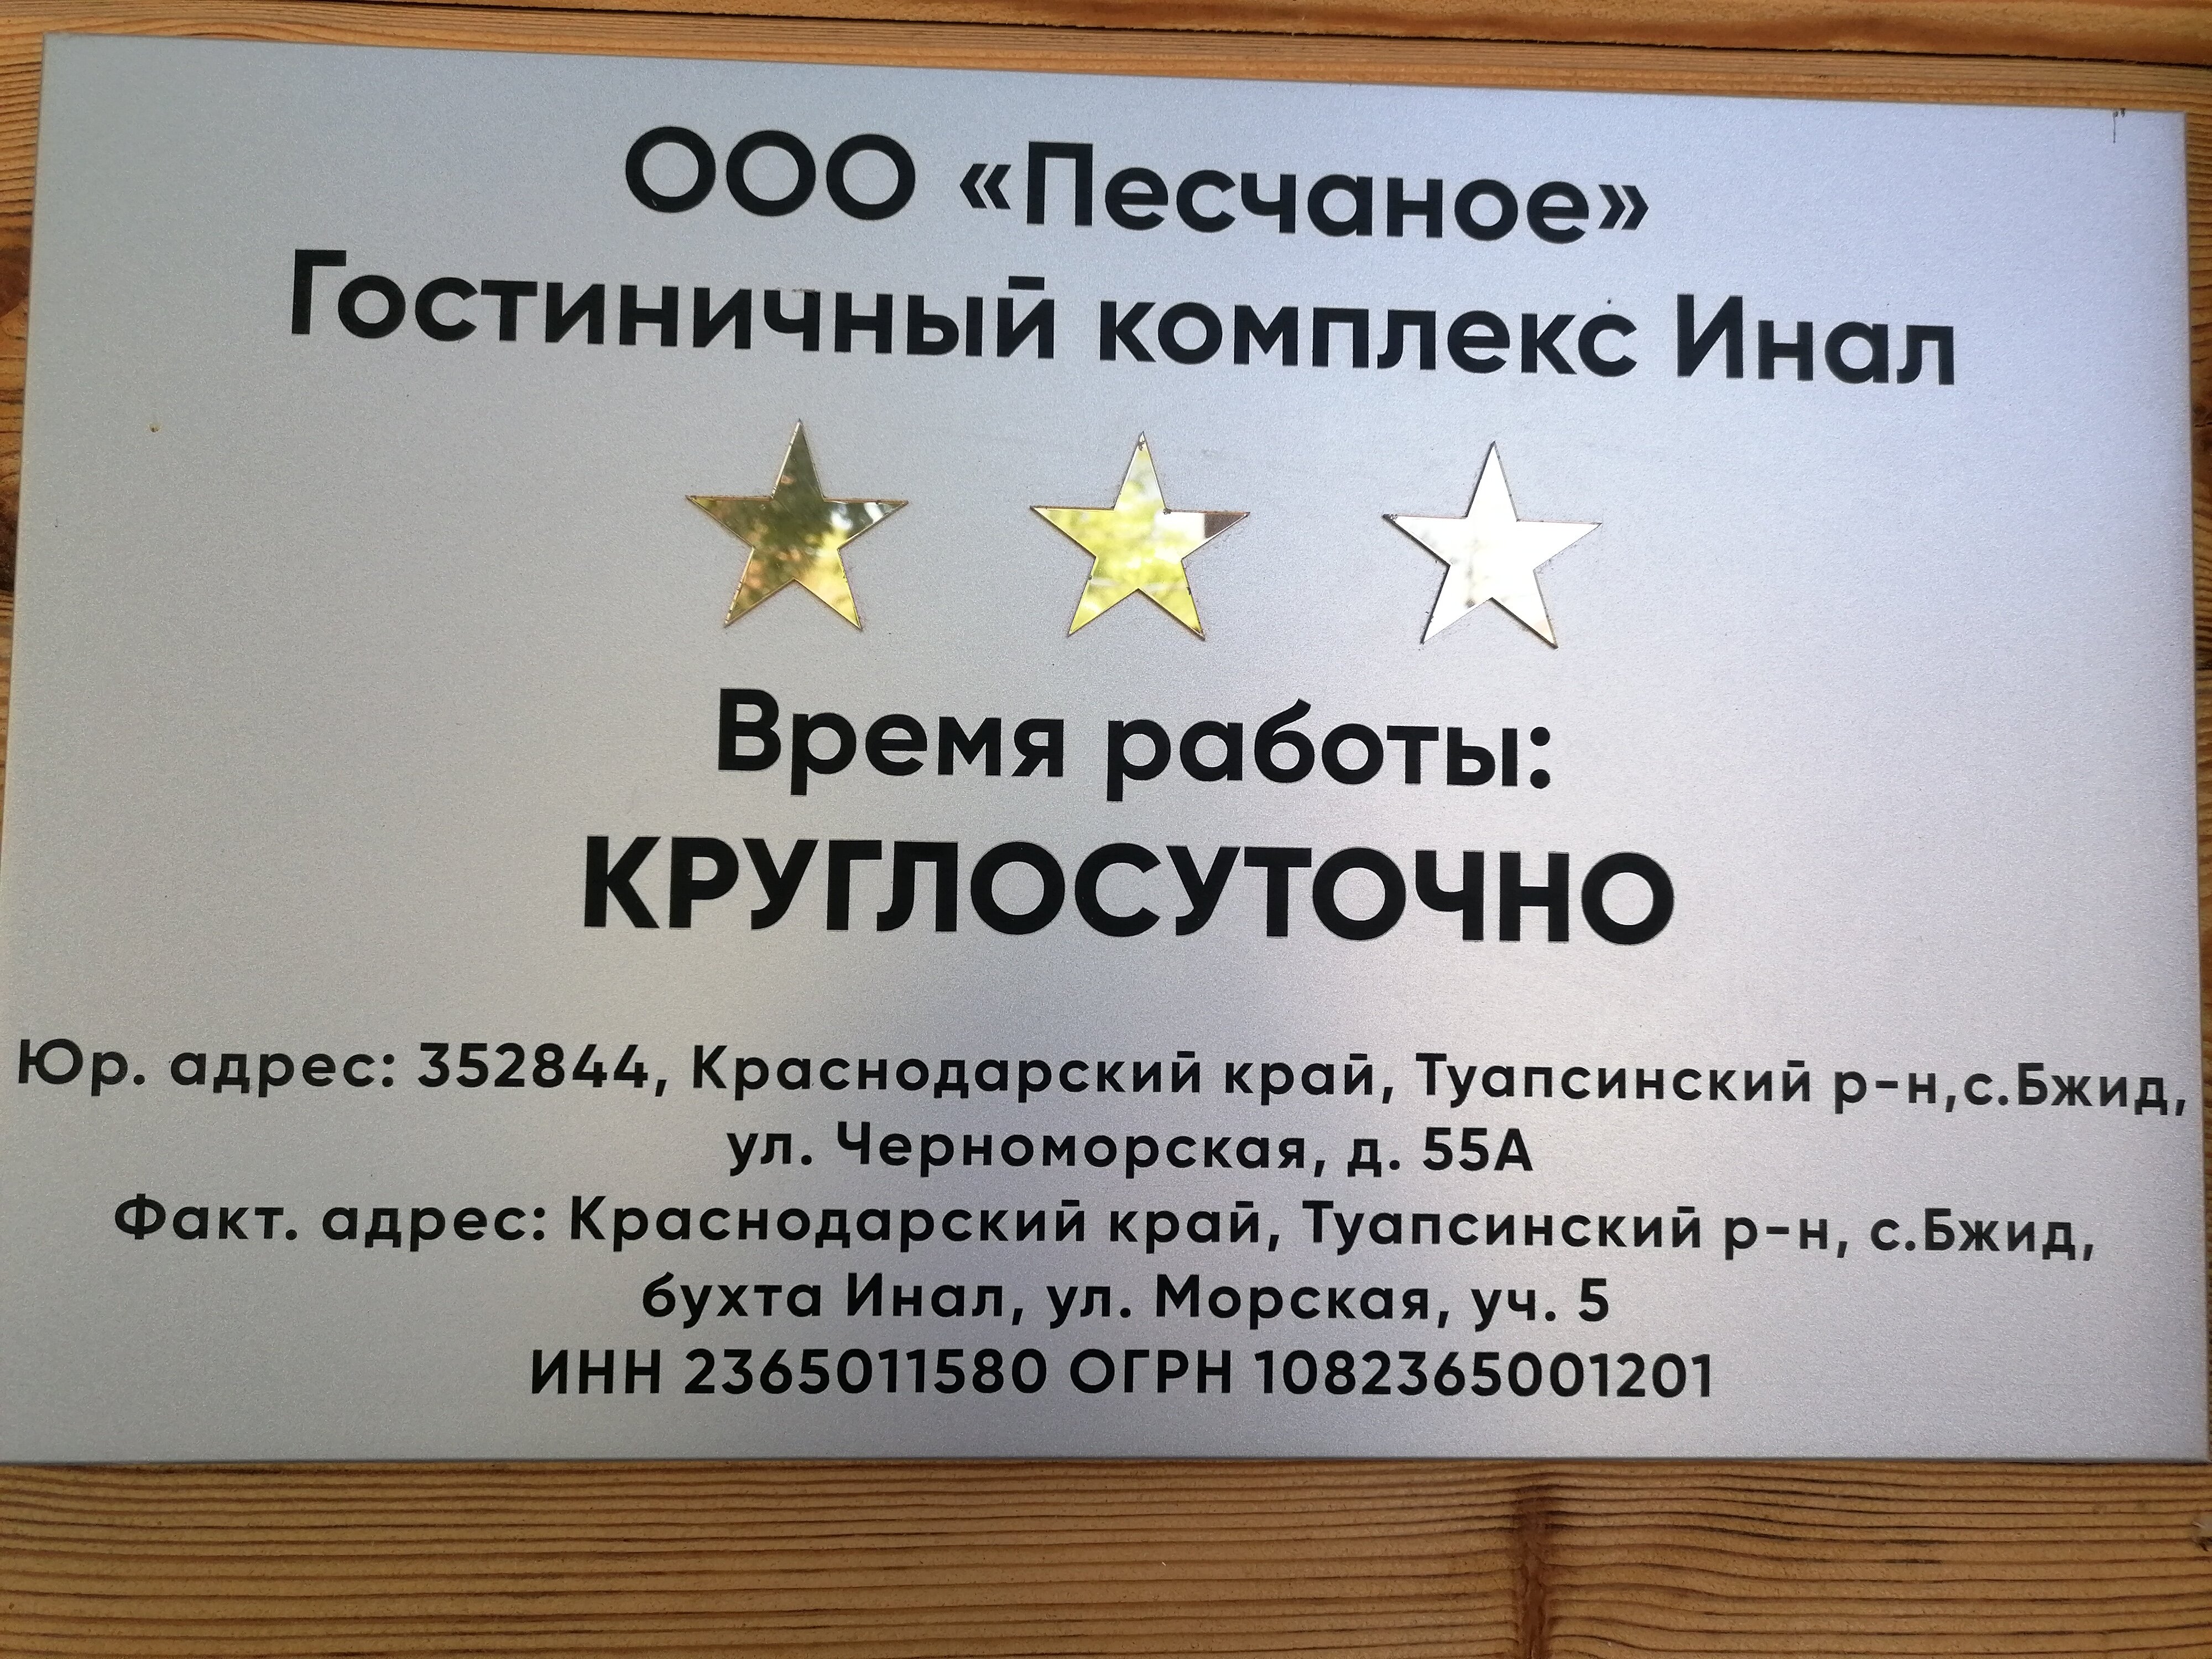 ООО «Песчаное»
Гостиничный комплекс Инал
Время работы:
КРУГЛОСУТОЧНО
Юр. адрес: 352844, Краснодарский край, Туапсинский р-н,с.Бжид,
ул. Черноморская, д. 55А
Факт. адрес: Краснодарский край, Туапсинский р-н, с.Бжид,
бухта Инал, ул. Морская, уч. 5
ИНН 2365011580 ОГРН 1082365001201